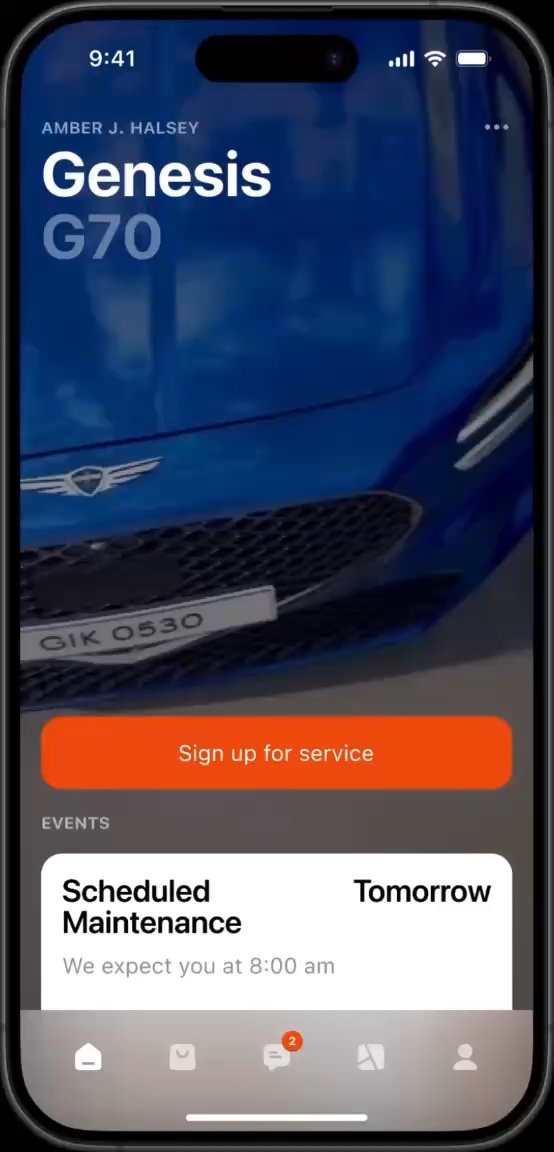 9:41
AMBER J. HALSEY
Genesis
G70
GIK 0530
Sign up for service
EVENTS
Scheduled
Maintenance
Tomorrow
We expect you at 8:00 am
2